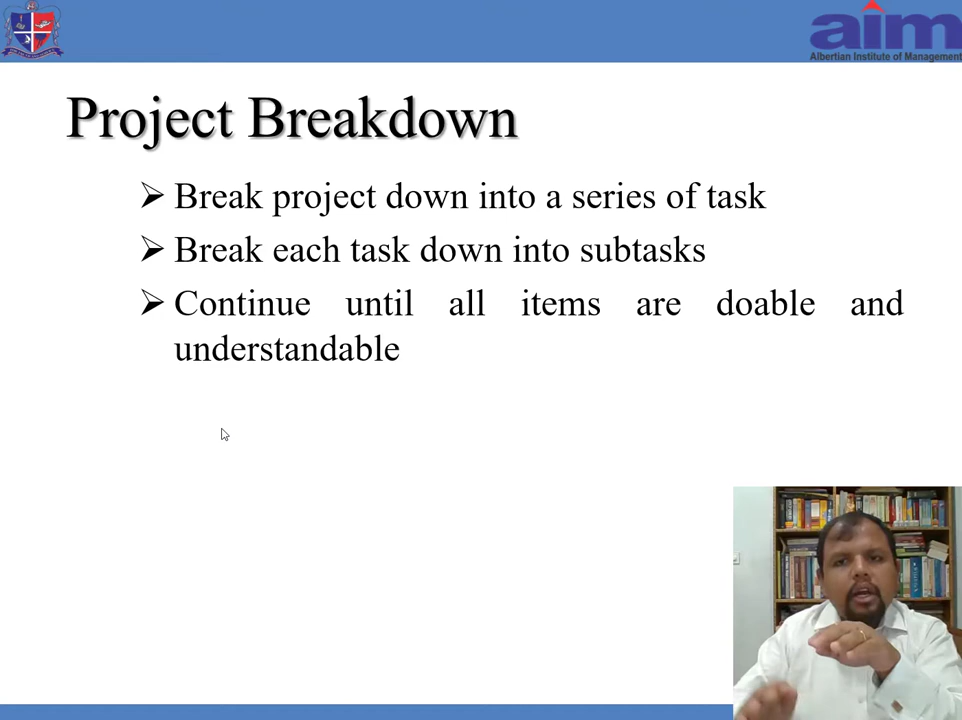 aim
Albertian Institute of Management
Project Breakdown
➢ Break project down into a series of task
➢ Break each task down into subtasks
➢ Continue until all items are doable and
understandable